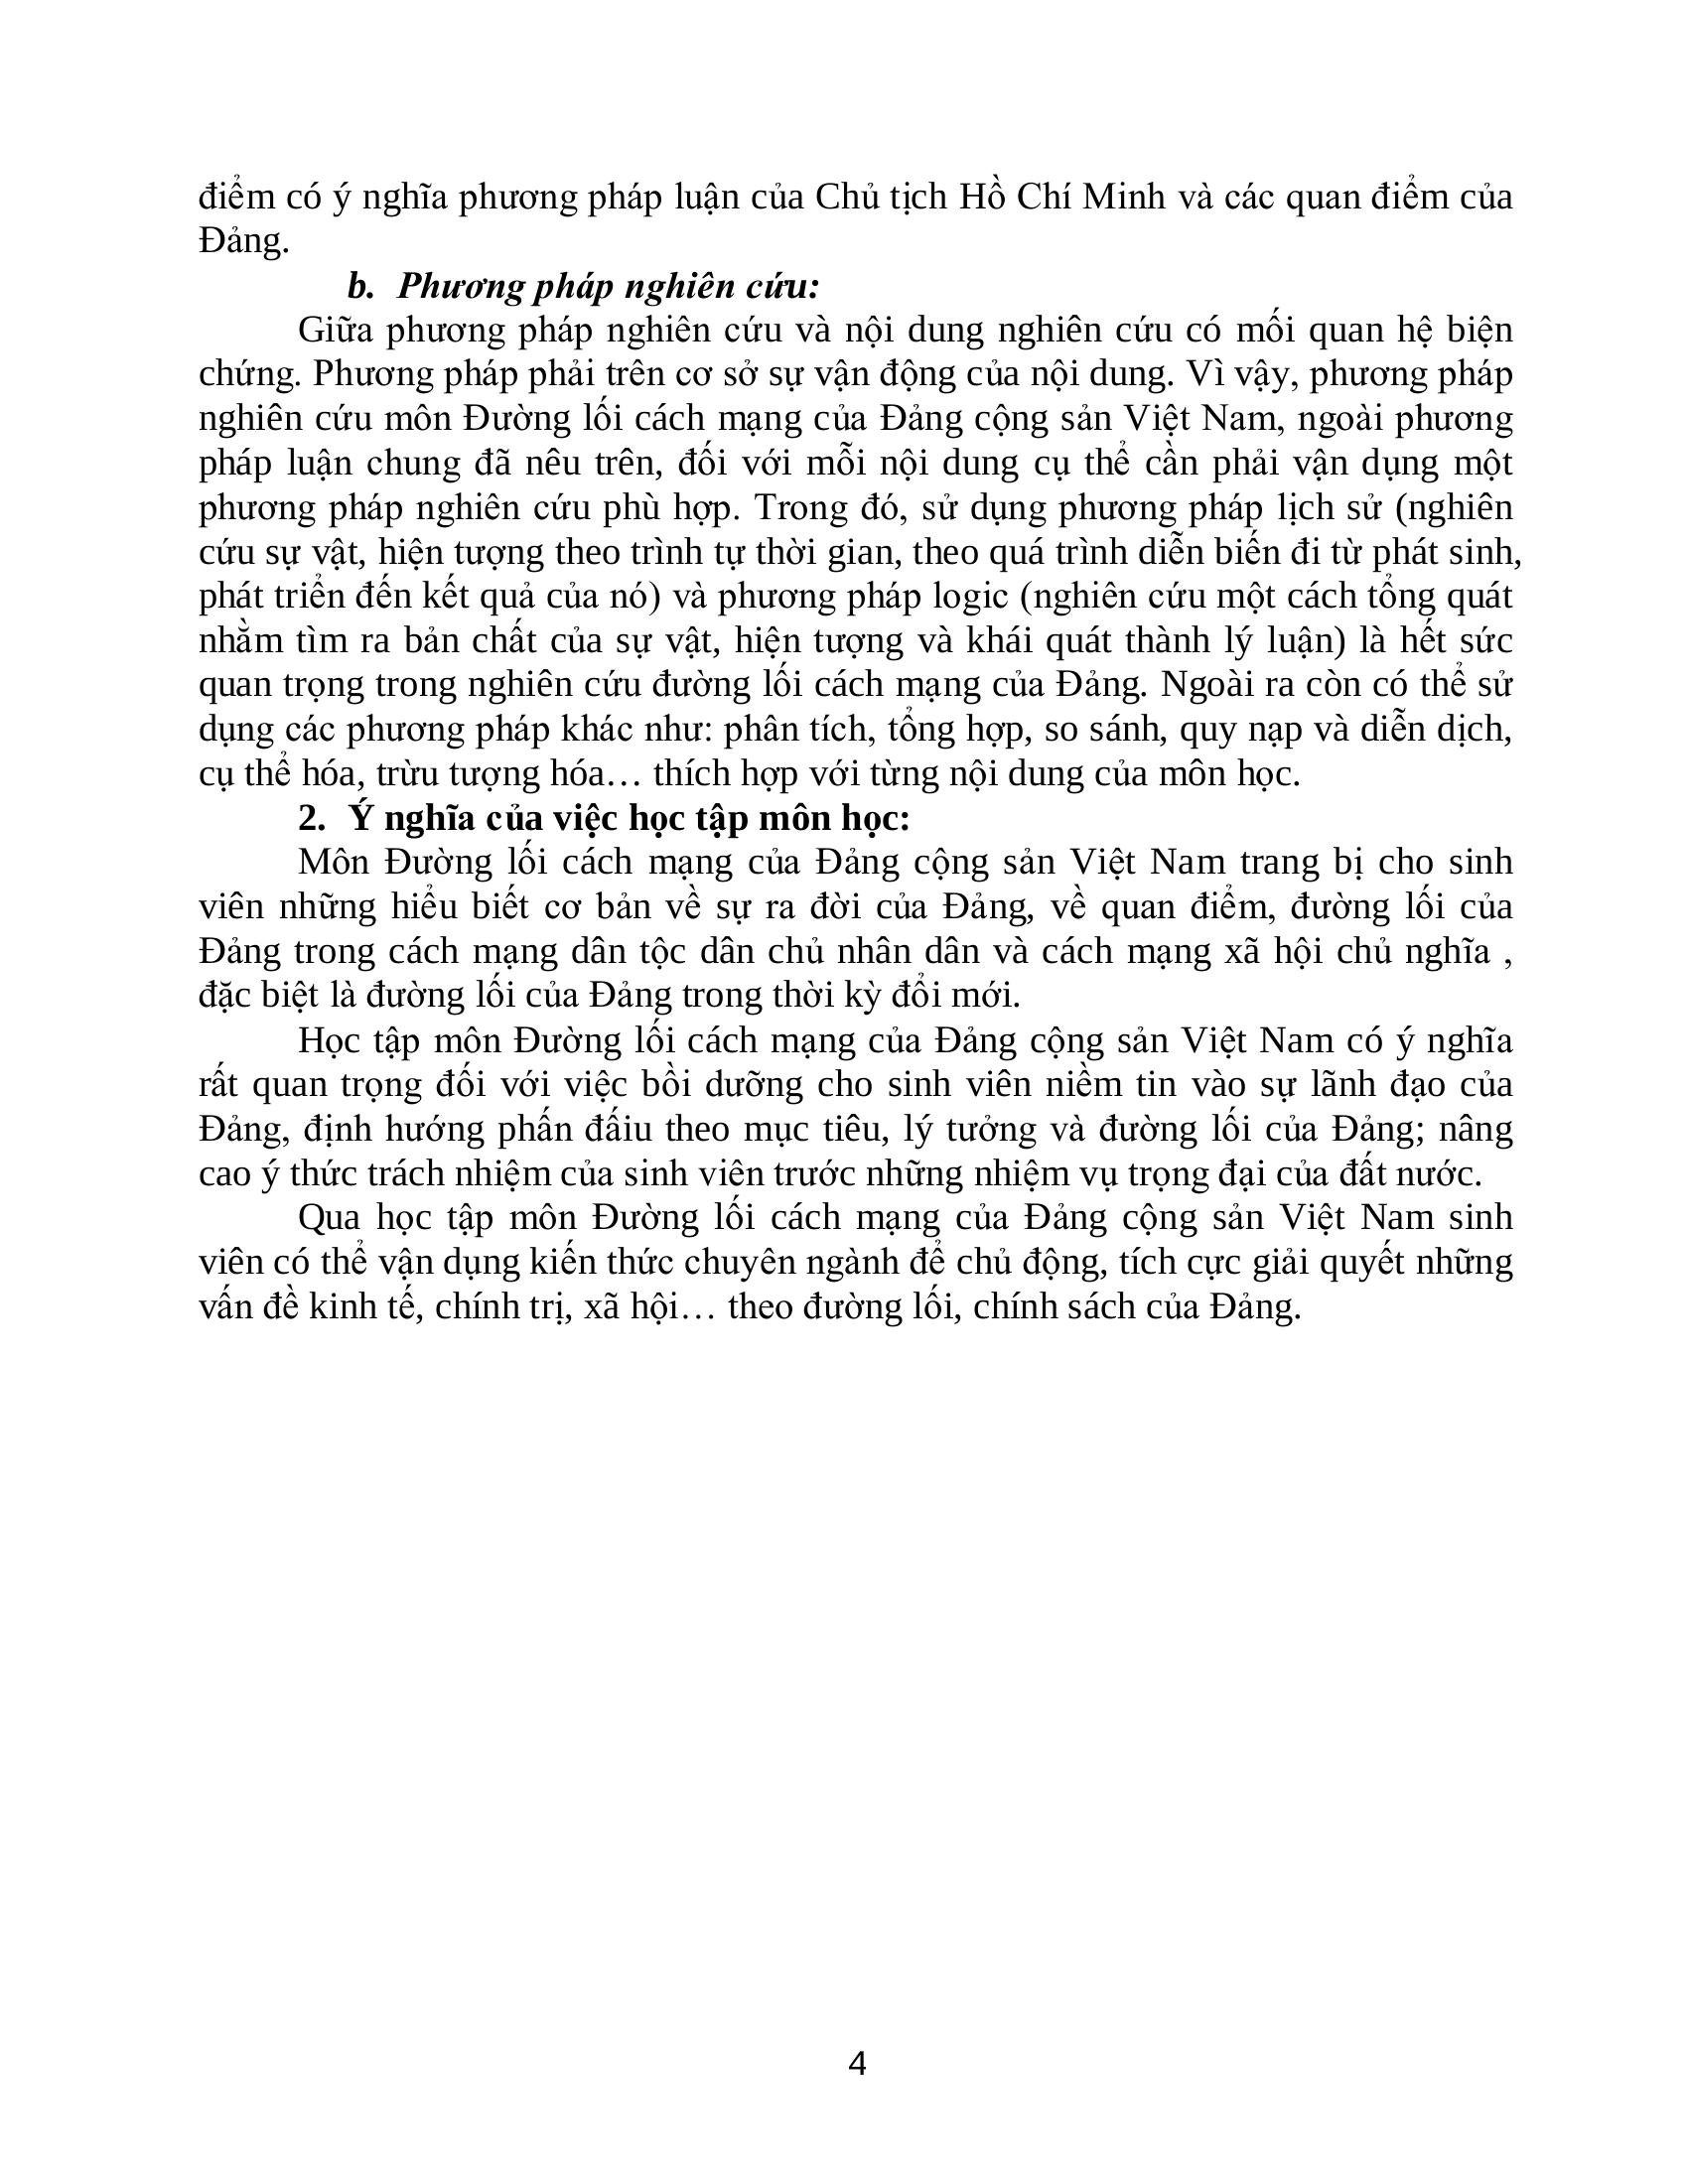 điểm có ý nghĩa phương pháp luận của Chủ tịch Hồ Chí Minh và các quan điểm của
Đảng.
b. Phương pháp nghiên cứu:
Giữa phương pháp nghiên cứu và nội dung nghiên cứu có mối quan hệ biện
chứng. Phương pháp phải trên cơ sở sự vận động của nội dung. Vì vậy, phương pháp
nghiên cứu môn Đường lối cách mạng của Đảng cộng sản Việt Nam, ngoài phương
pháp luận chung đã nêu trên, đối với mỗi nội dung cụ thể cần phải vận dụng một
phương pháp nghiên cứu phù hợp. Trong đó, sử dụng phương pháp lịch sử (nghiên
cứu sự vật, hiện tượng theo trình tự thời gian, theo quá trình diễn biến đi từ phát sinh,
phát triển đến kết quả của nó) và phương pháp logic (nghiên cứu một cách tổng quát
nhằm tìm ra bản chất của sự vật, hiện tượng và khái quát thành lý luận) là hết sức
quan trọng trong nghiên cứu đường lối cách mạng của Đảng. Ngoài ra còn có thể sử
dụng các phương pháp khác như: phân tích, tổng hợp, so sánh, quy nạp và diễn dịch,
cụ thể hóa, trừu tượng hóa… thích hợp với từng nội dung của môn học.
2. Ý nghĩa của việc học tập môn học:
Môn Đường lối cách mạng của Đảng cộng sản Việt Nam trang bị cho sinh
viên những hiểu biết cơ bản về sự ra đời của Đảng, về quan điểm, đường lối của
Đảng trong cách mạng dân tộc dân chủ nhân dân và cách mạng xã hội chủ nghĩa ,
đặc biệt là đường lối của Đảng trong thời kỳ đổi mới.
Học tập môn Đường lối cách mạng của Đảng cộng sản Việt Nam có ý nghĩa
rất quan trọng đối với việc bồi dưỡng cho sinh viên niềm tin vào sự lãnh đạo của
Đảng, định hướng phấn đấiu theo mục tiêu, lý tưởng và đường lối của Đảng; nâng
cao ý thức trách nhiệm của sinh viên trước những nhiệm vụ trọng đại của đất nước.
Qua học tập môn Đường lối cách mạng của Đảng cộng sản Việt Nam sinh
viên có thể vận dụng kiến thức chuyên ngành để chủ động, tích cực giải quyết những
vấn đề kinh tế, chính trị, xã hội… theo đường lối, chính sách của Đảng.
4